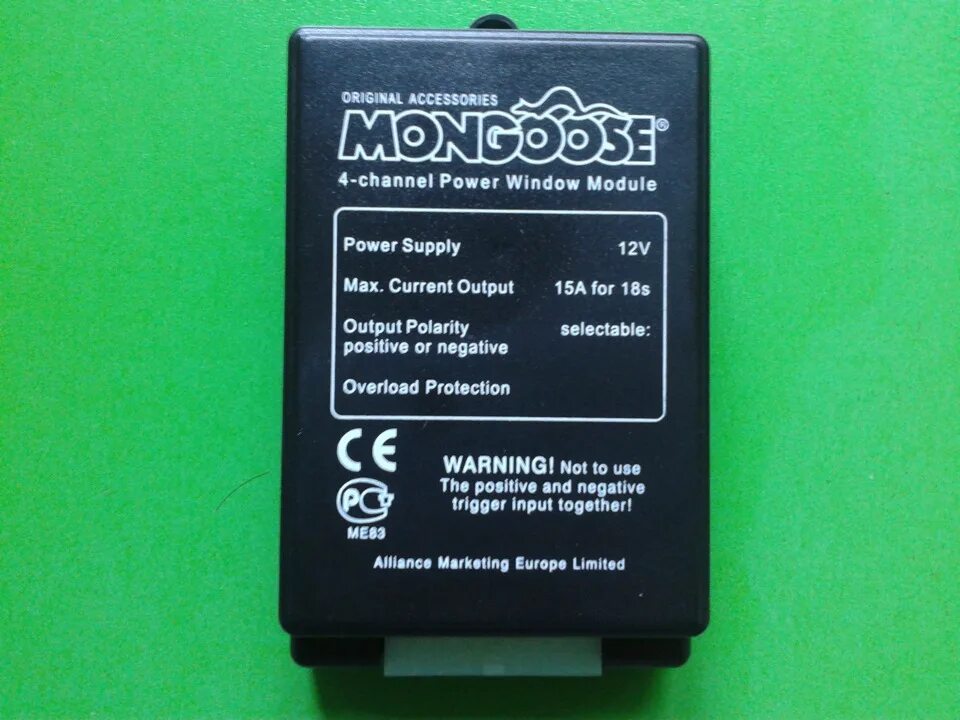 ORIGINAL ACCESSORIES
MONGOOSE®
4-channel Power Window Module
Power Supply 12V
Max. Current Output 15A for 18s
Output Polarity selectable:
positive or negative
Overload Protection
CE
WARNING! Not to use
The positive and negative
trigger input together!
РСТ
ME83
Alliance Marketing Europe Limited